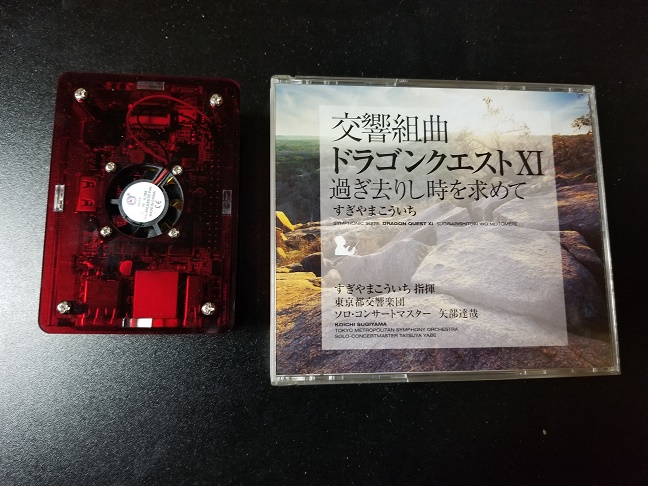 交響組曲
ドラゴンクエストXI
過ぎ去りし時を求めて
すぎやまこういち
SYMPHONIC SUITE DRAGON QUEST XI SUGISARISHITOKI WO MOTOMETE
すぎやまこういち 指揮
東京都交響楽団
ソロ・コンサートマスター 矢部達哉
KOICHI SUGIYAMA
TOKYO METROPOLITAN SYMPHONY ORCHESTRA
SOLO-CONCERTMASTER TATSUYA YABE